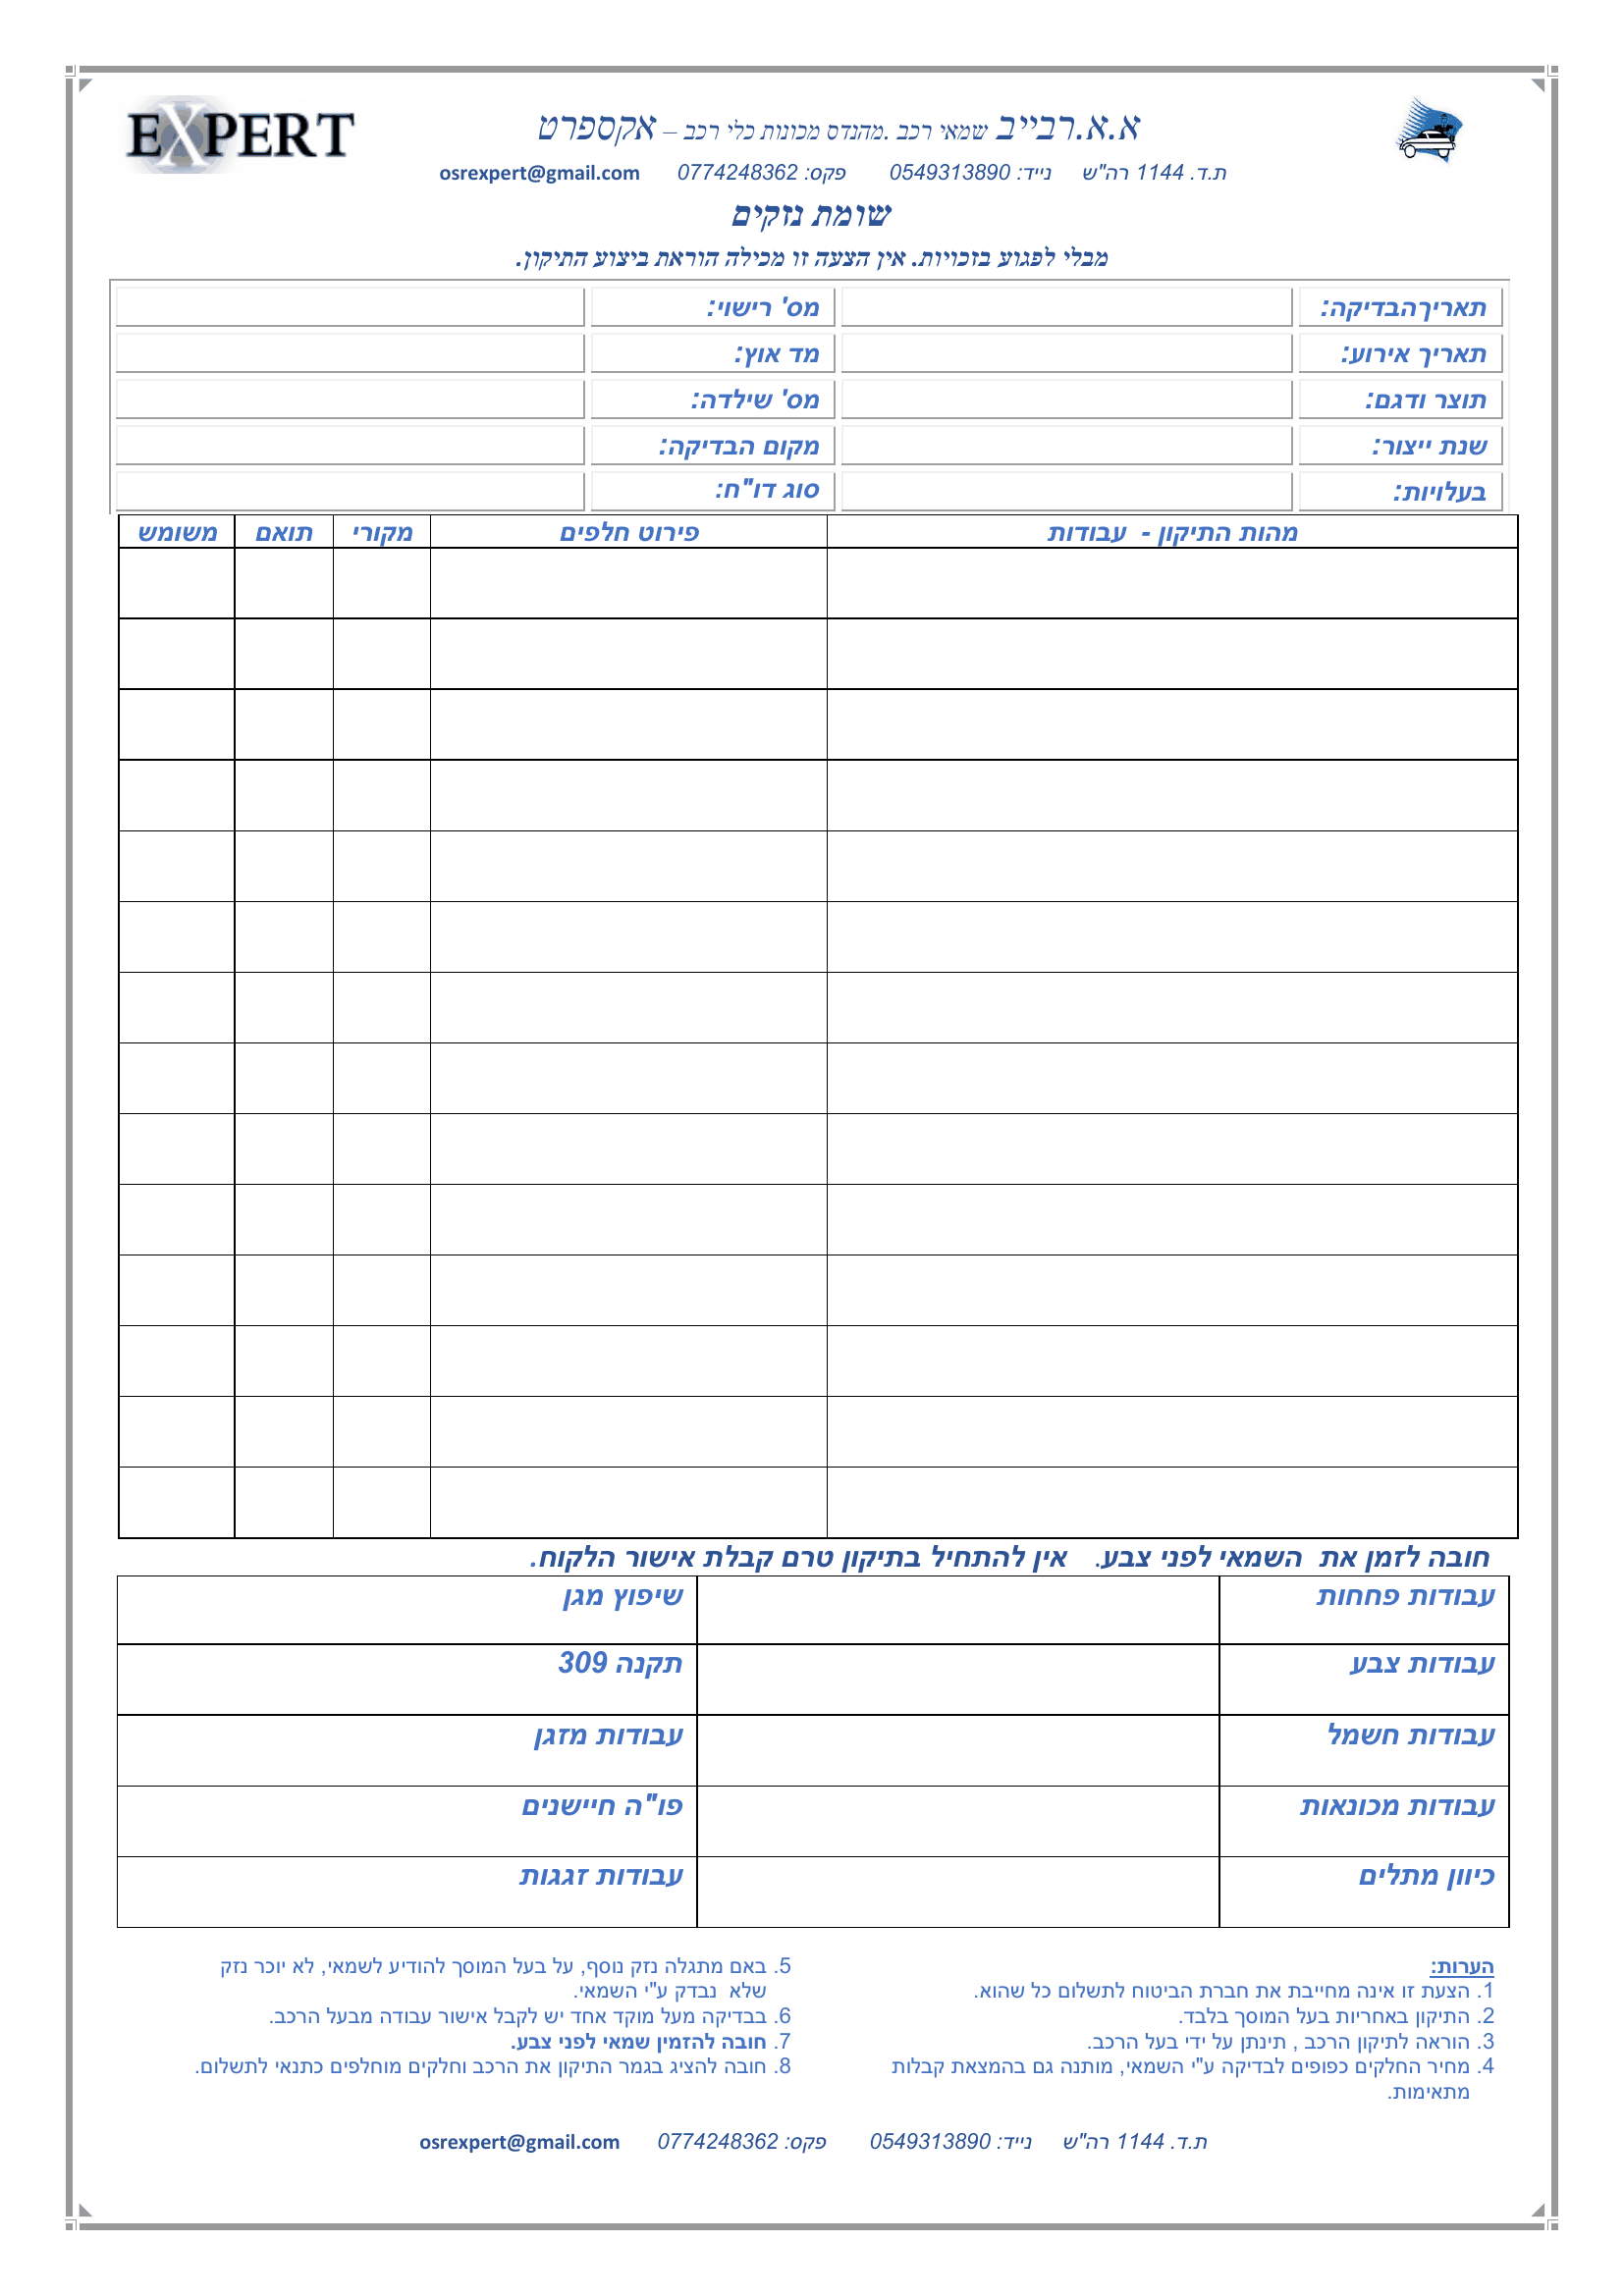 EXPERT
א.א.רבייב שמאי רכב .מהנדס מכונות כלי רכב – אקספרט
ת.ד. 1144 רה"ש נייד: 0549313890 פקס: 0774248362 osrexpert@gmail.com
שומת נזקים
מבלי לפגוע בזכויות. אין הצעה זו מכילה הוראת ביצוע התיקון.
תאריךהבדיקה: מס' רישוי:
תאריך אירוע: מד אוץ:
תוצר ודגם: מס' שילדה:
שנת ייצור: מקום הבדיקה:
בעלויות: סוג דו"ח:
מהות התיקון - עבודות פירוט חלפים מקורי תואם משומש
חובה לזמן את השמאי לפני צבע. אין להתחיל בתיקון טרם קבלת אישור הלקוח.
עבודות פחחות שיפוץ מגן
עבודות צבע תקנה 309
עבודות חשמל עבודות מזגן
עבודות מכונאות פו"ה חיישנים
כיוון מתלים עבודות זגגות
הערות:
1. הצעת זו אינה מחייבת את חברת הביטוח לתשלום כל שהוא.
2. התיקון באחריות בעל המוסך בלבד.
3. הוראה לתיקון הרכב , תינתן על ידי בעל הרכב.
4. מחיר החלקים כפופים לבדיקה ע"י השמאי, מותנה גם בהמצאת קבלות
מתאימות.
5. באם מתגלה נזק נוסף, על בעל המוסך להודיע לשמאי, לא יוכר נזק
שלא נבדק ע"י השמאי.
6. בבדיקה מעל מוקד אחד יש לקבל אישור עבודה מבעל הרכב.
7. חובה להזמין שמאי לפני צבע.
8. חובה להציג בגמר התיקון את הרכב וחלקים מוחלפים כתנאי לתשלום.
ת.ד. 1144 רה"ש נייד: 0549313890 פקס: 0774248362 osrexpert@gmail.com